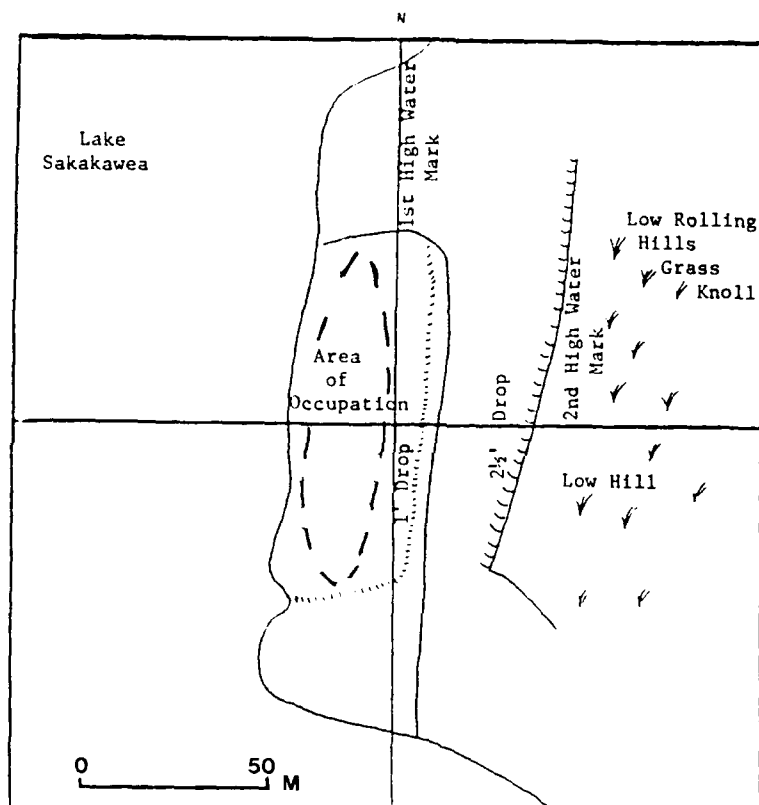 N
Lake
Sakakawea
1st High Water
Mark
Low Rolling
Hills
Grass
Knoll
2nd High Water
Mark
Area
of
Occupation
2½' Drop
1' Drop
Low Hill
0 50 M